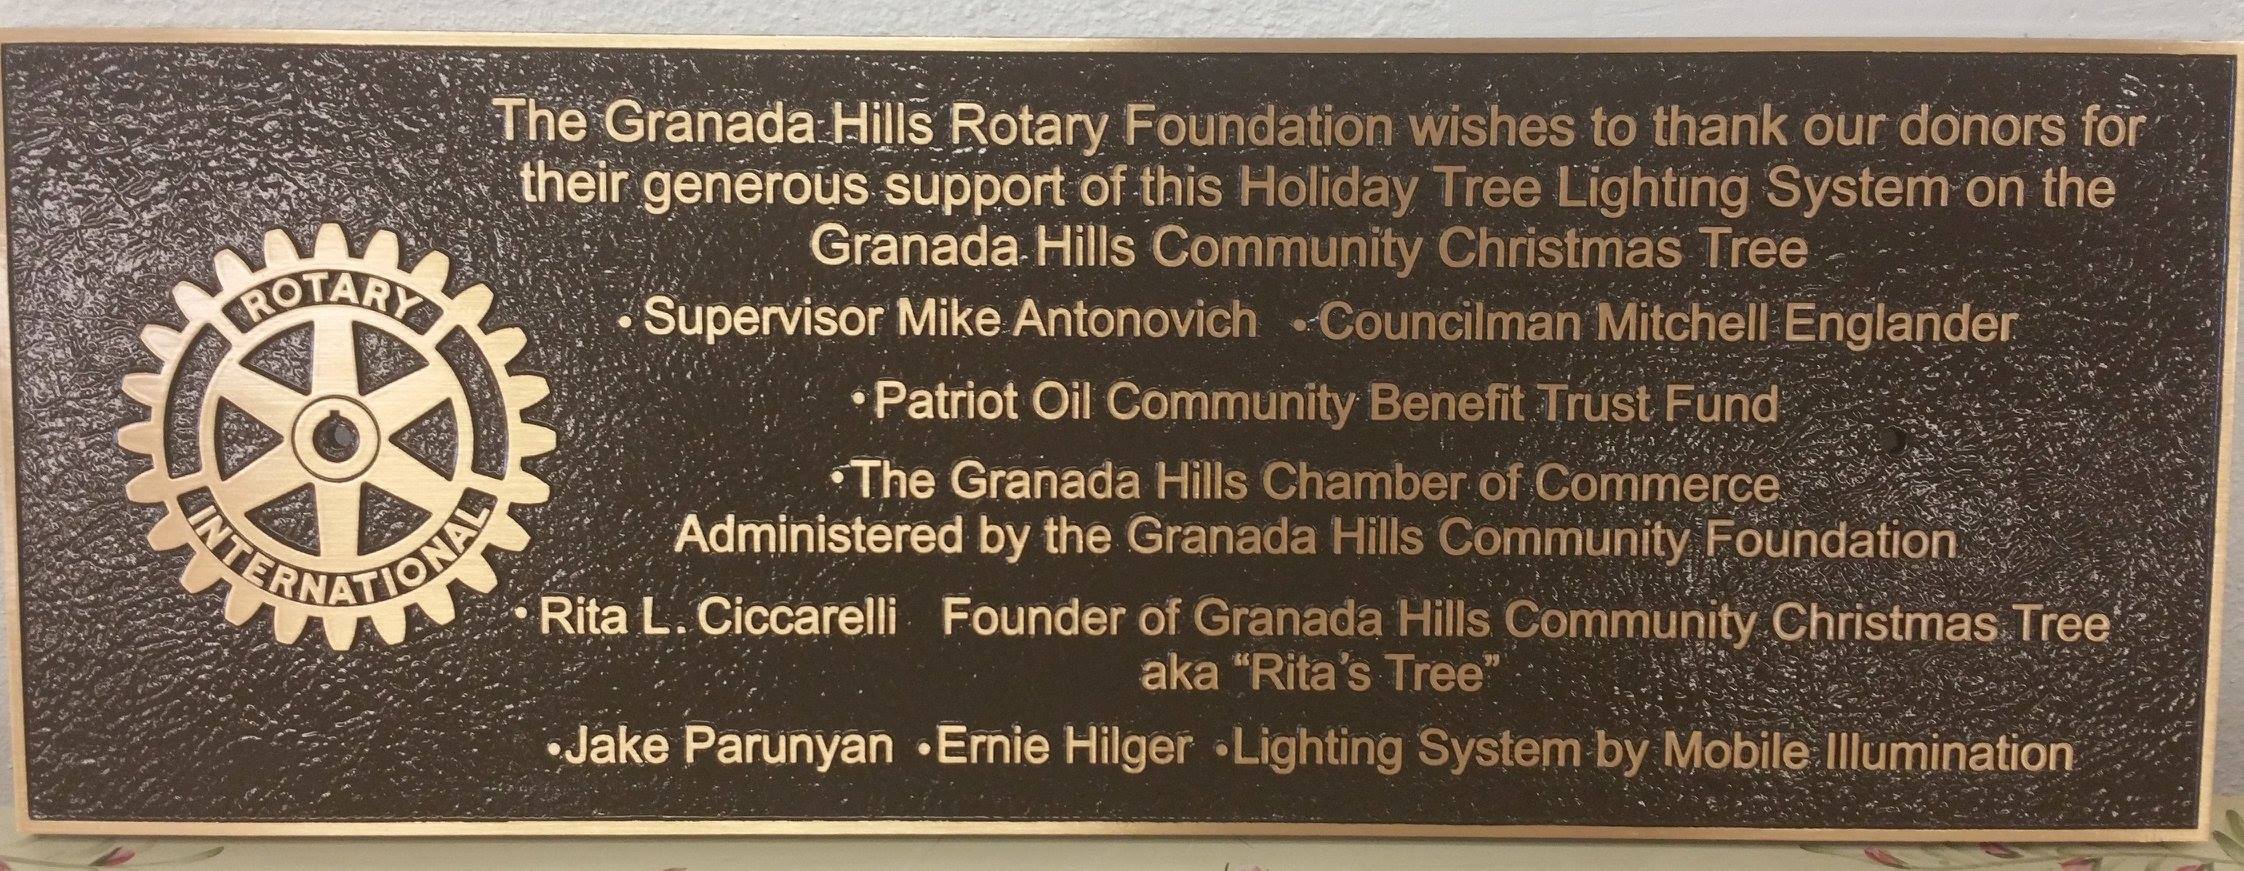 The Granada Hills Rotary Foundation wishes to thank our donors for
their generous support of this Holiday Tree Lighting System on the
Granada Hills Community Christmas Tree
•Supervisor Mike Antonovich •Councilman Mitchell Englander
•Patriot Oil Community Benefit Trust Fund
•The Granada Hills Chamber of Commerce
Administered by the Granada Hills Community Foundation
•Rita L. Ciccarelli Founder of Granada Hills Community Christmas Tree
aka “Rita's Tree”
•Jake Parunyan •Ernie Hilger •Lighting System by Mobile Illumination
ROTARY
INTERNATIONAL